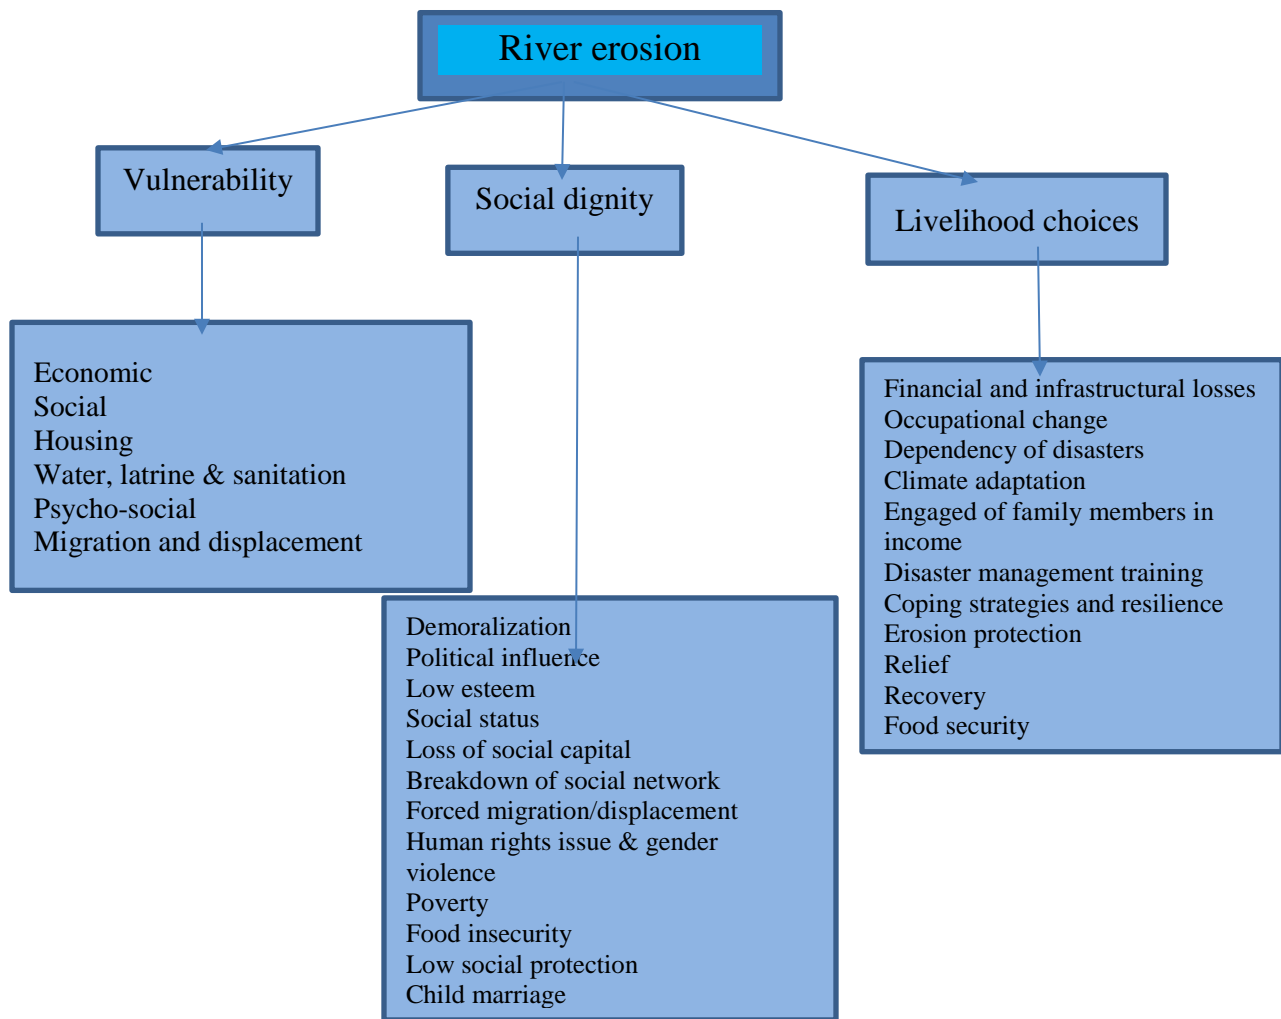 River erosion
Vulnerability
Social dignity
Livelihood choices
Economic
Social
Housing
Water, latrine & sanitation
Psycho-social
Migration and displacement
Demoralization
Political influence
Low esteem
Social status
Loss of social capital
Breakdown of social network
Forced migration/displacement
Human rights issue & gender
violence
Poverty
Food insecurity
Low social protection
Child marriage
Financial and infrastructural losses
Occupational change
Dependency of disasters
Climate adaptation
Engaged of family members in
income
Disaster management training
Coping strategies and resilience
Erosion protection
Relief
Recovery
Food security